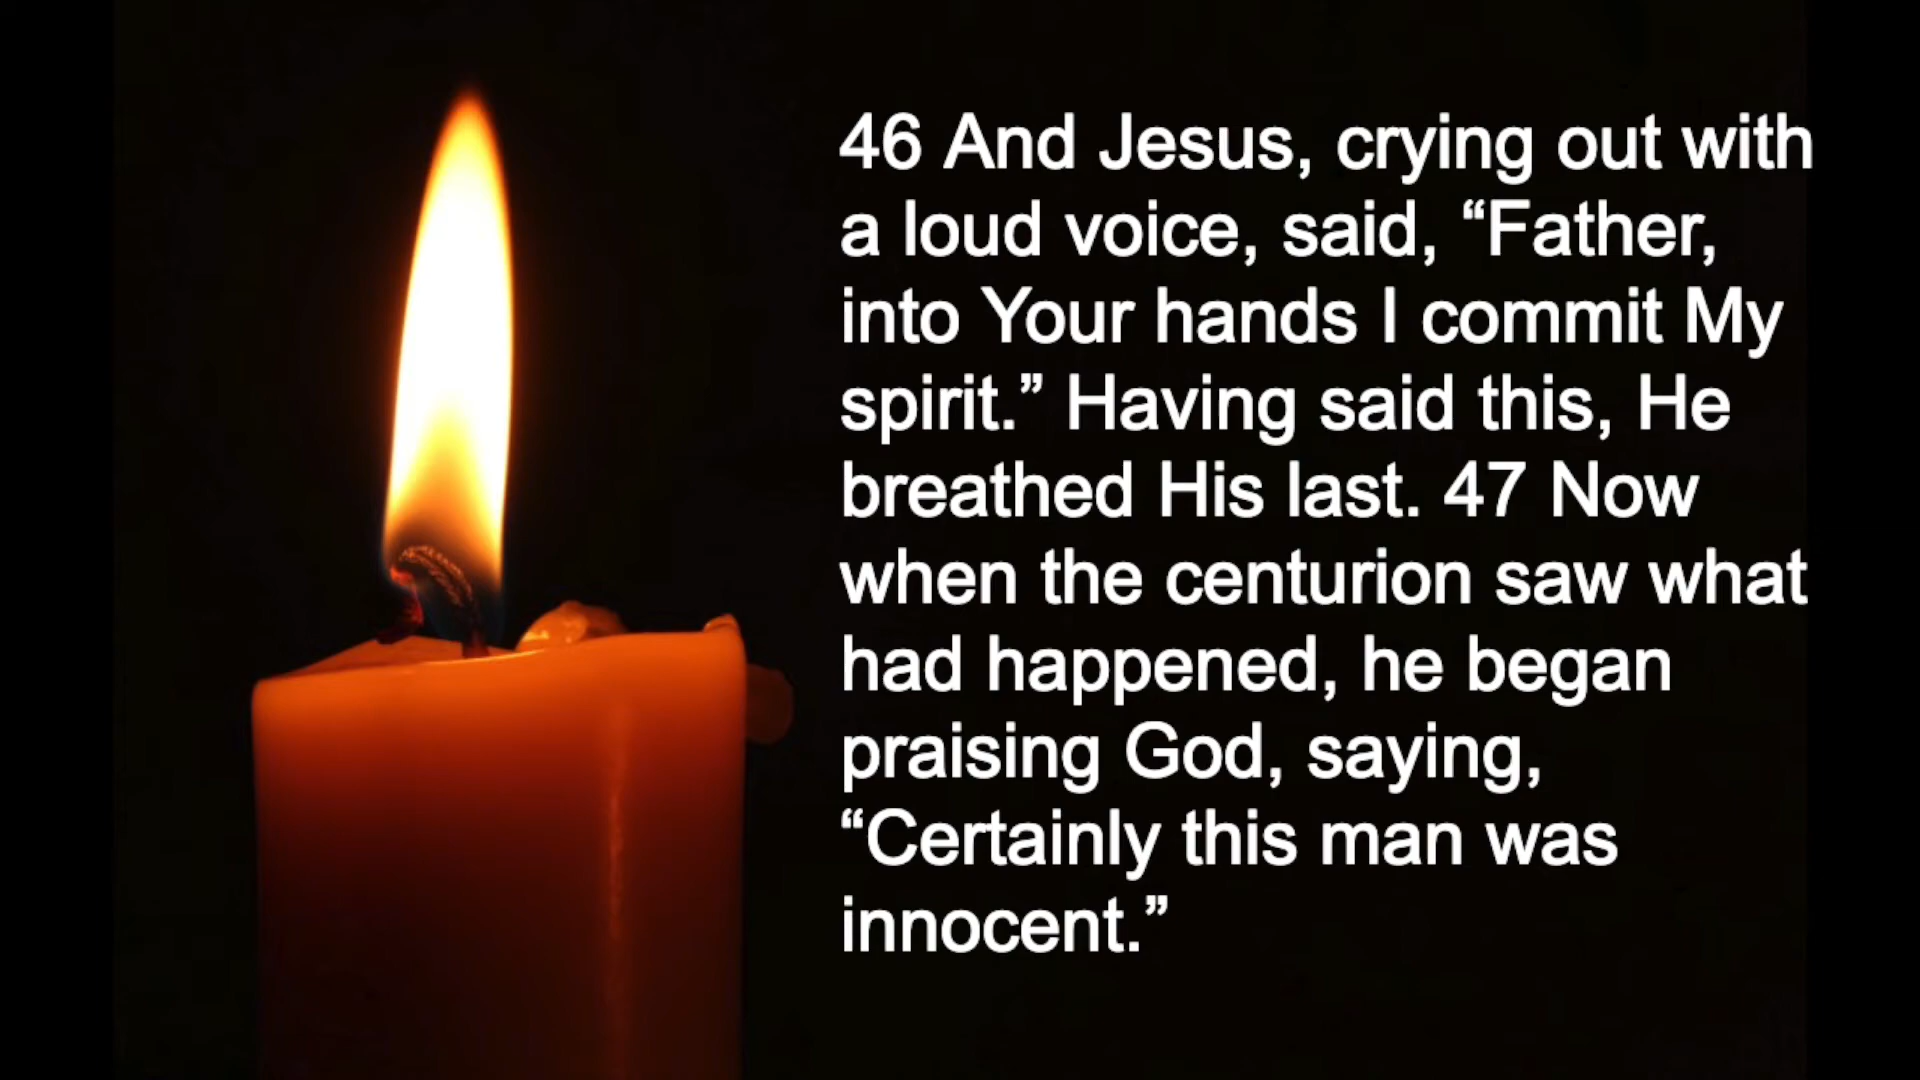 46 And Jesus, crying out with
a loud voice, said, “Father,
into Your hands I commit My
spirit.” Having said this, He
breathed His last. 47 Now
when the centurion saw what
had happened, he began
praising God, saying,
“Certainly this man was
innocent.”